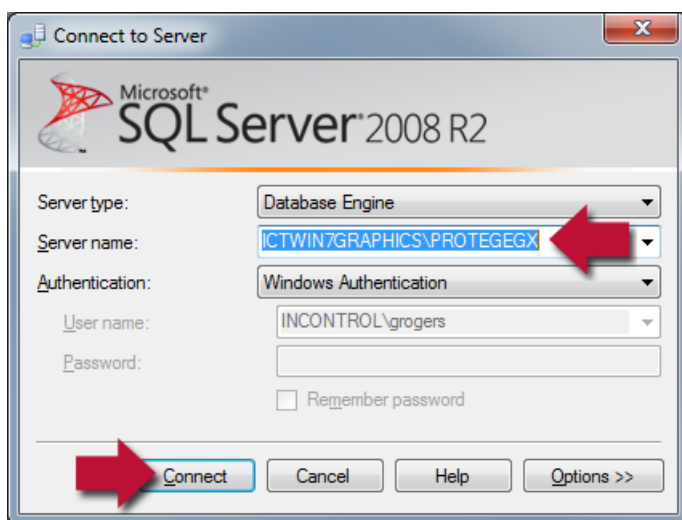 Connect to Server
Microsoft®
SQL Server® 2008 R2
Server type: Database Engine
Server name: ICTWIN7GRAPHICS\PROTEGEGX
Authentication: Windows Authentication
User name: INCONTROL\grogers
Password:
Remember password
Connect Cancel Help Options >>